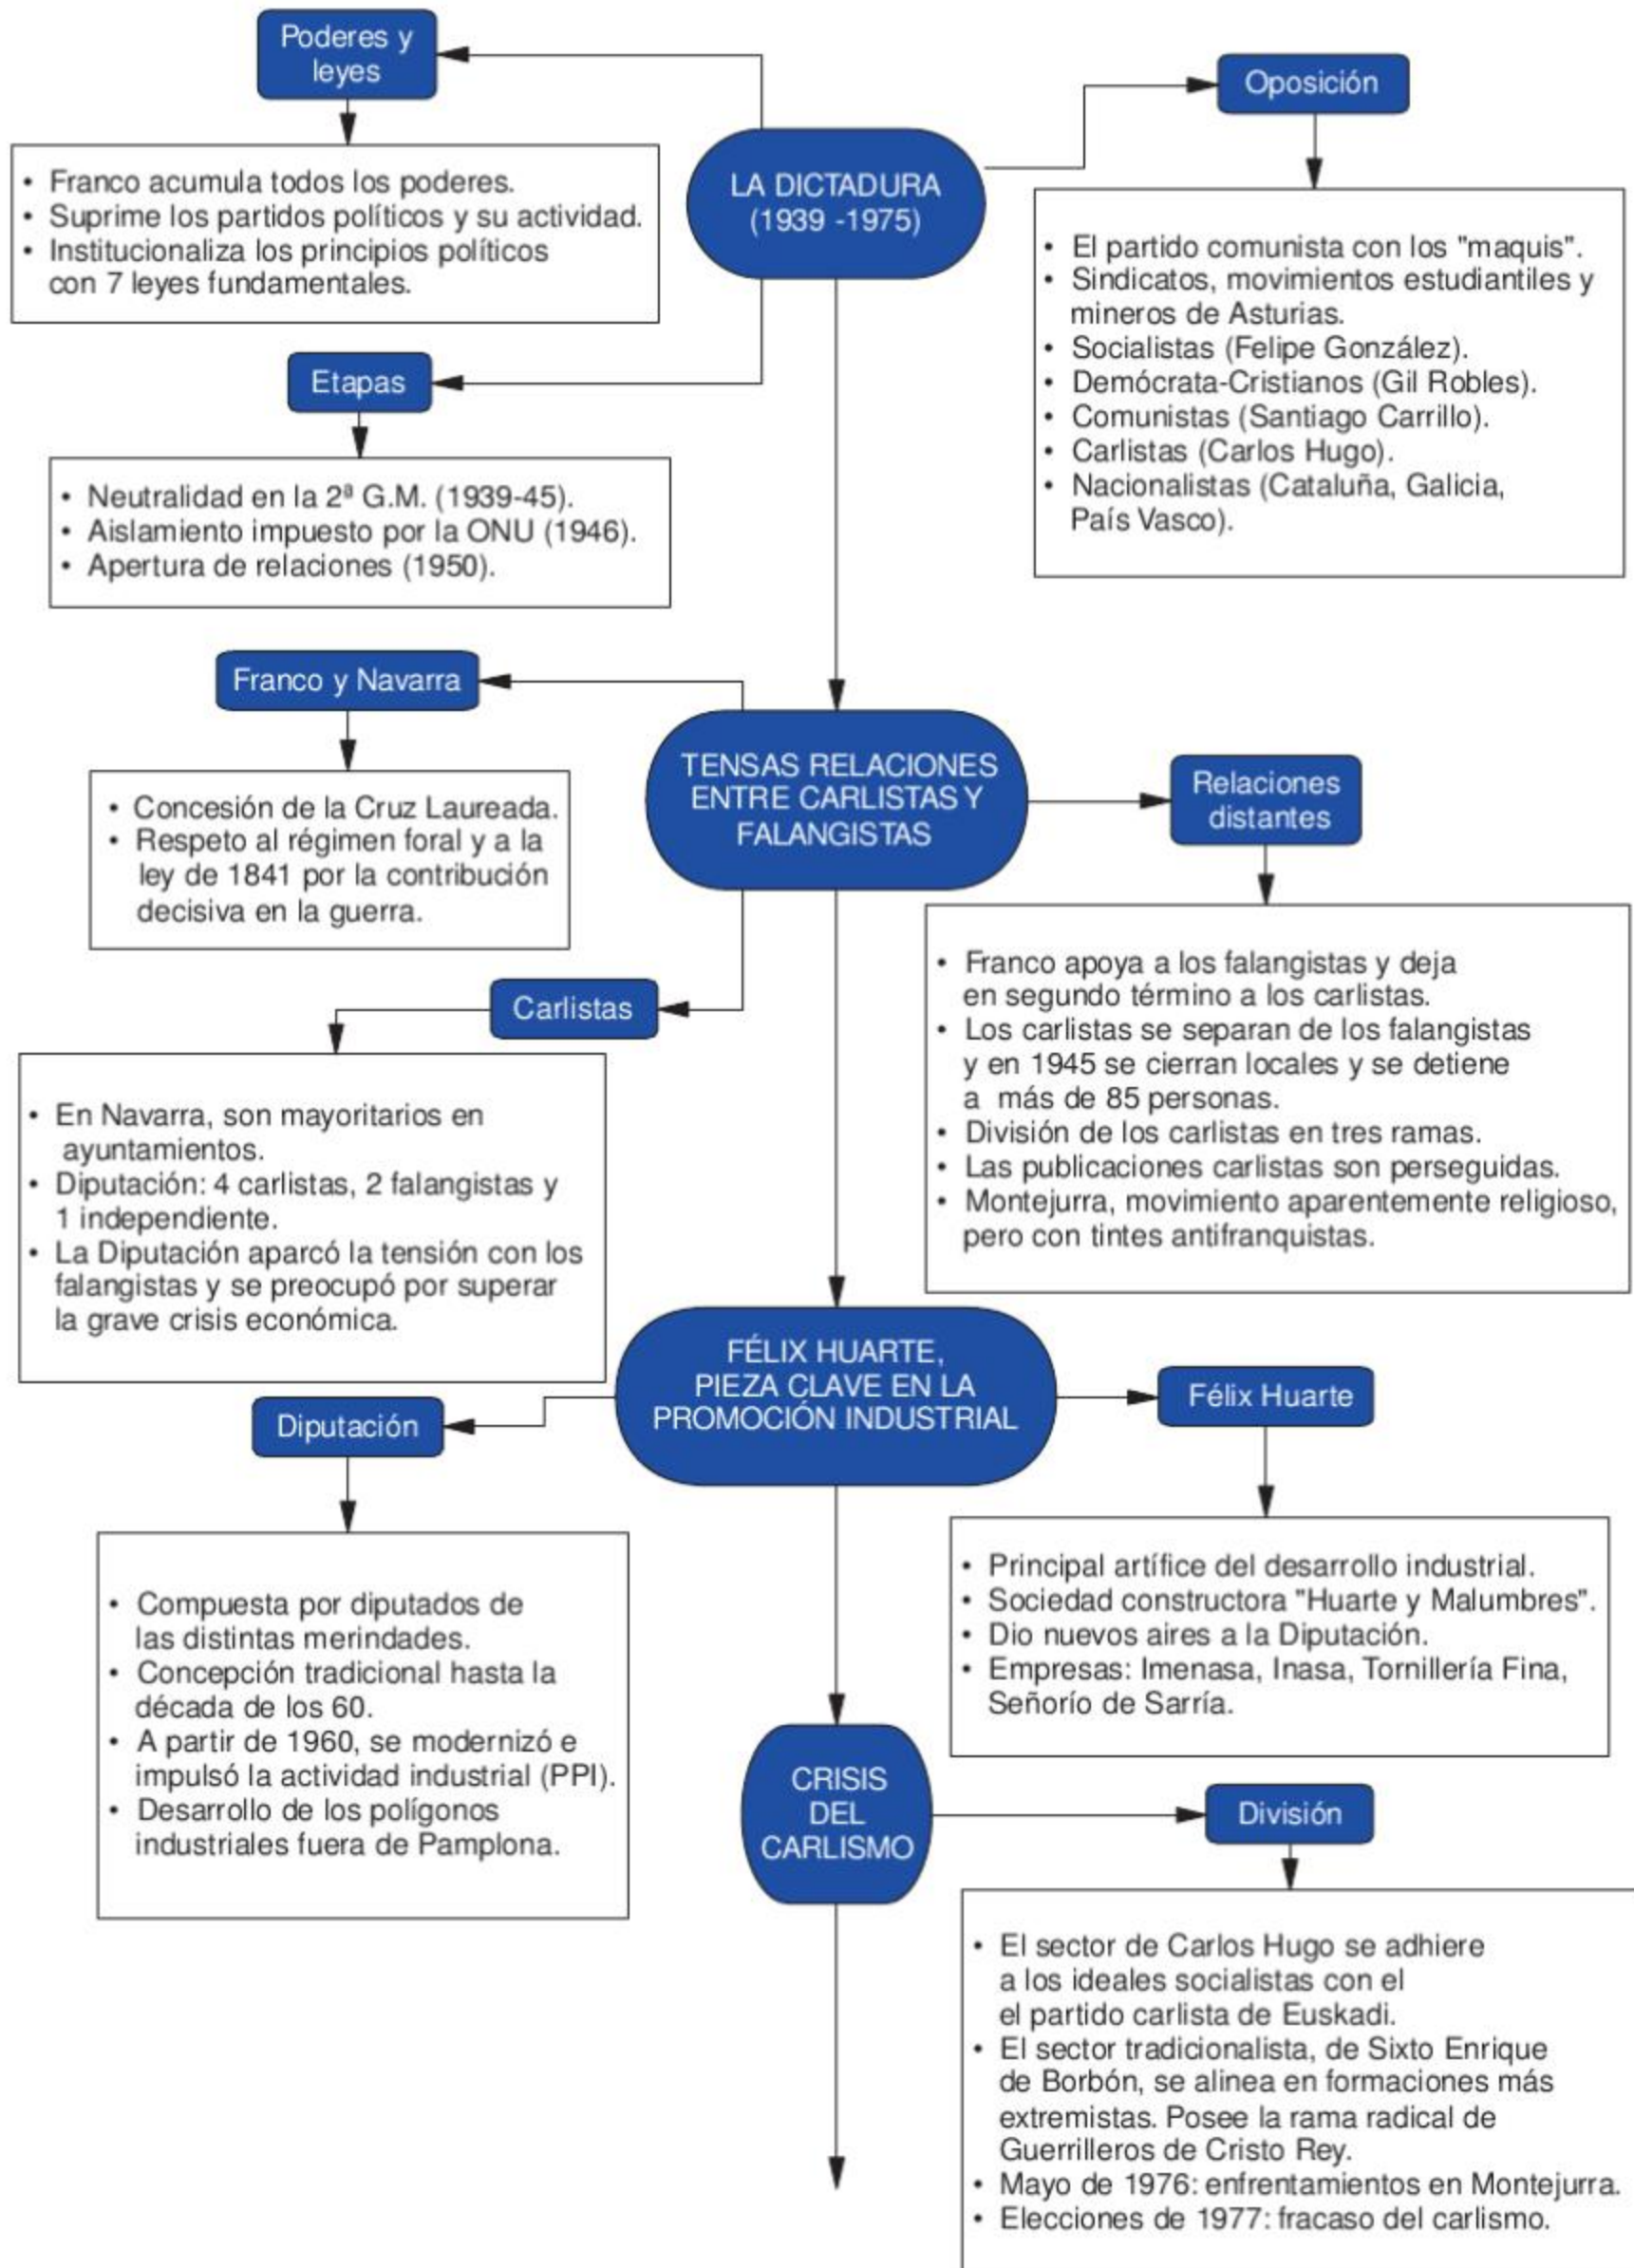 Poderes y
leyes
Oposición
LA DICTADURA
(1939 -1975)
• Franco acumula todos los poderes.
• Suprime los partidos políticos y su actividad.
• Institucionaliza los principios políticos
con 7 leyes fundamentales.
• El partido comunista con los "maquis".
• Sindicatos, movimientos estudiantiles y
mineros de Asturias.
• Socialistas (Felipe González).
• Demócrata-Cristianos (Gil Robles).
• Comunistas (Santiago Carrillo).
• Carlistas (Carlos Hugo).
• Nacionalistas (Cataluña, Galicia,
País Vasco).
Etapas
• Neutralidad en la 2ª G.M. (1939-45).
• Aislamiento impuesto por la ONU (1946).
• Apertura de relaciones (1950).
Franco y Navarra
TENSAS RELACIONES
ENTRE CARLISTAS Y
FALANGISTAS
Relaciones
distantes
• Concesión de la Cruz Laureada.
• Respeto al régimen foral y a la
ley de 1841 por la contribución
decisiva en la guerra.
• Franco apoya a los falangistas y deja
en segundo término a los carlistas.
• Los carlistas se separan de los falangistas
y en 1945 se cierran locales y se detiene
a más de 85 personas.
• División de los carlistas en tres ramas.
• Las publicaciones carlistas son perseguidas.
• Montejurra, movimiento aparentemente religioso,
pero con tintes antifranquistas.
Carlistas
• En Navarra, son mayoritarios en
ayuntamientos.
• Diputación: 4 carlistas, 2 falangistas y
1 independiente.
• La Diputación aparcó la tensión con los
falangistas y se preocupó por superar
la grave crisis económica.
FÉLIX HUARTE,
PIEZA CLAVE EN LA
PROMOCIÓN INDUSTRIAL
Félix Huarte
Diputación
• Compuesta por diputados de
las distintas merindades.
• Concepción tradicional hasta la
década de los 60.
• A partir de 1960, se modernizó e
impulsó la actividad industrial (PPI).
• Desarrollo de los polígonos
industriales fuera de Pamplona.
• Principal artífice del desarrollo industrial.
• Sociedad constructora "Huarte y Malumbres".
• Dio nuevos aires a la Diputación.
• Empresas: Imenasa, Inasa, Tornillería Fina,
Señorío de Sarría.
CRISIS
DEL
CARLISMO
División
• El sector de Carlos Hugo se adhiere
a los ideales socialistas con el
el partido carlista de Euskadi.
• El sector tradicionalista, de Sixto Enrique
de Borbón, se alinea en formaciones más
extremistas. Posee la rama radical de
Guerrilleros de Cristo Rey.
• Mayo de 1976: enfrentamientos en Montejurra.
• Elecciones de 1977: fracaso del carlismo.